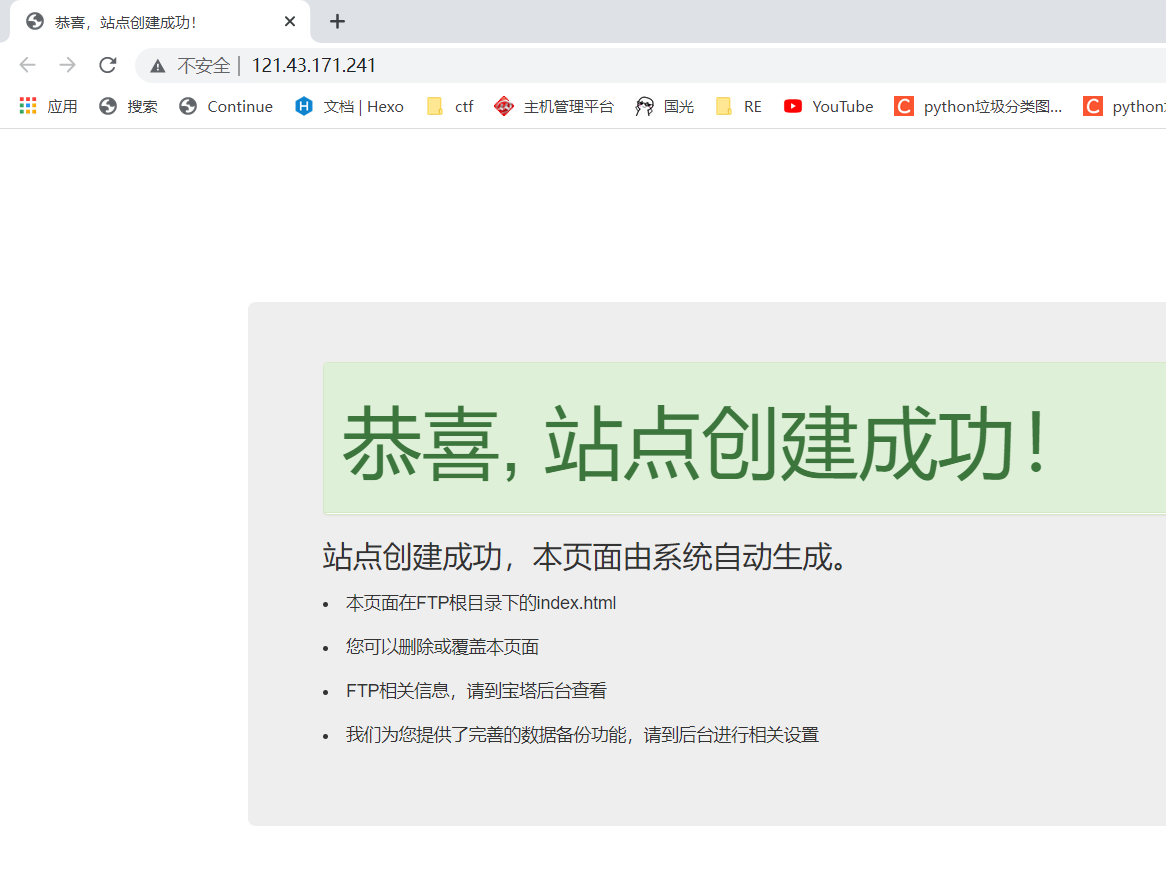 恭喜，站点创建成功！
不安全 | 121.43.171.241
应用 搜索 Continue 文档 | Hexo ctf 主机管理平台 国光 RE YouTube python垃圾分类图... python
恭喜, 站点创建成功！
站点创建成功，本页面由系统自动生成。
• 本页面在FTP根目录下的index.html
• 您可以删除或覆盖本页面
• FTP相关信息，请到宝塔后台查看
• 我们为您提供了完善的数据备份功能，请到后台进行相关设置